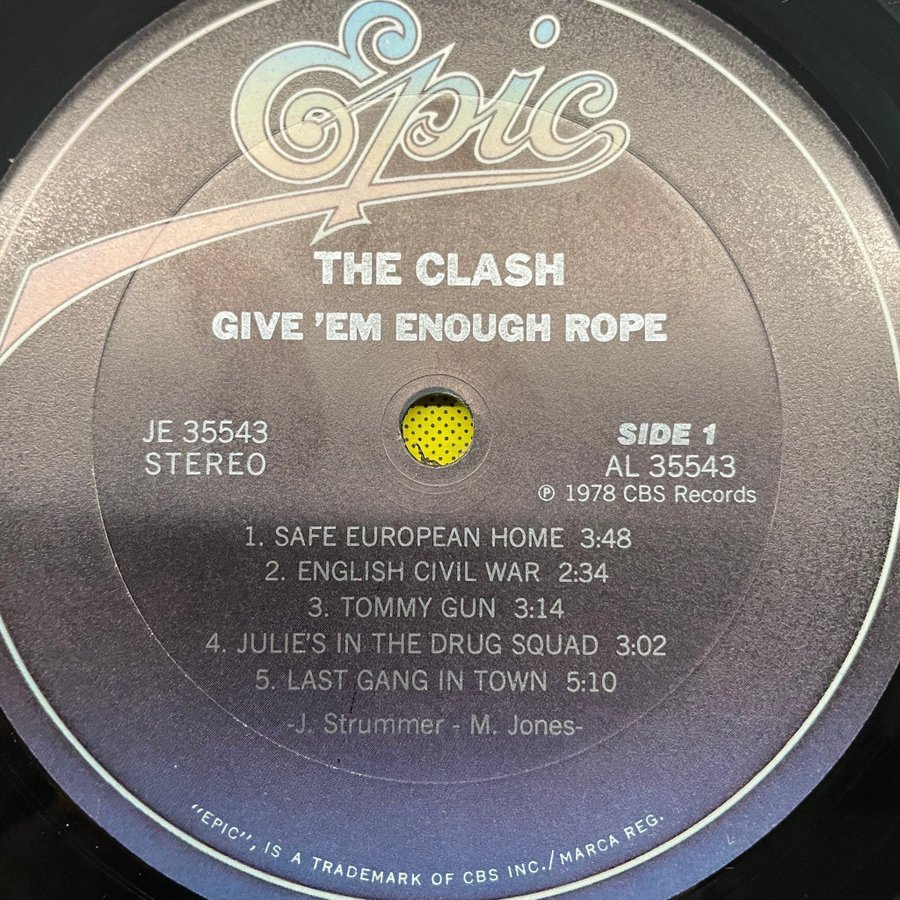 Epic
THE CLASH
GIVE 'EM ENOUGH ROPE
JE 35543
STEREO
SIDE 1
AL 35543
℗ 1978 CBS Records
1. SAFE EUROPEAN HOME 3:48
2. ENGLISH CIVIL WAR 2:34
3. TOMMY GUN 3:14
4. JULIE'S IN THE DRUG SQUAD 3:02
5. LAST GANG IN TOWN 5:10
-J. Strummer - M. Jones-
"EPIC", IS A TRADEMARK OF CBS INC./MARCA REG.